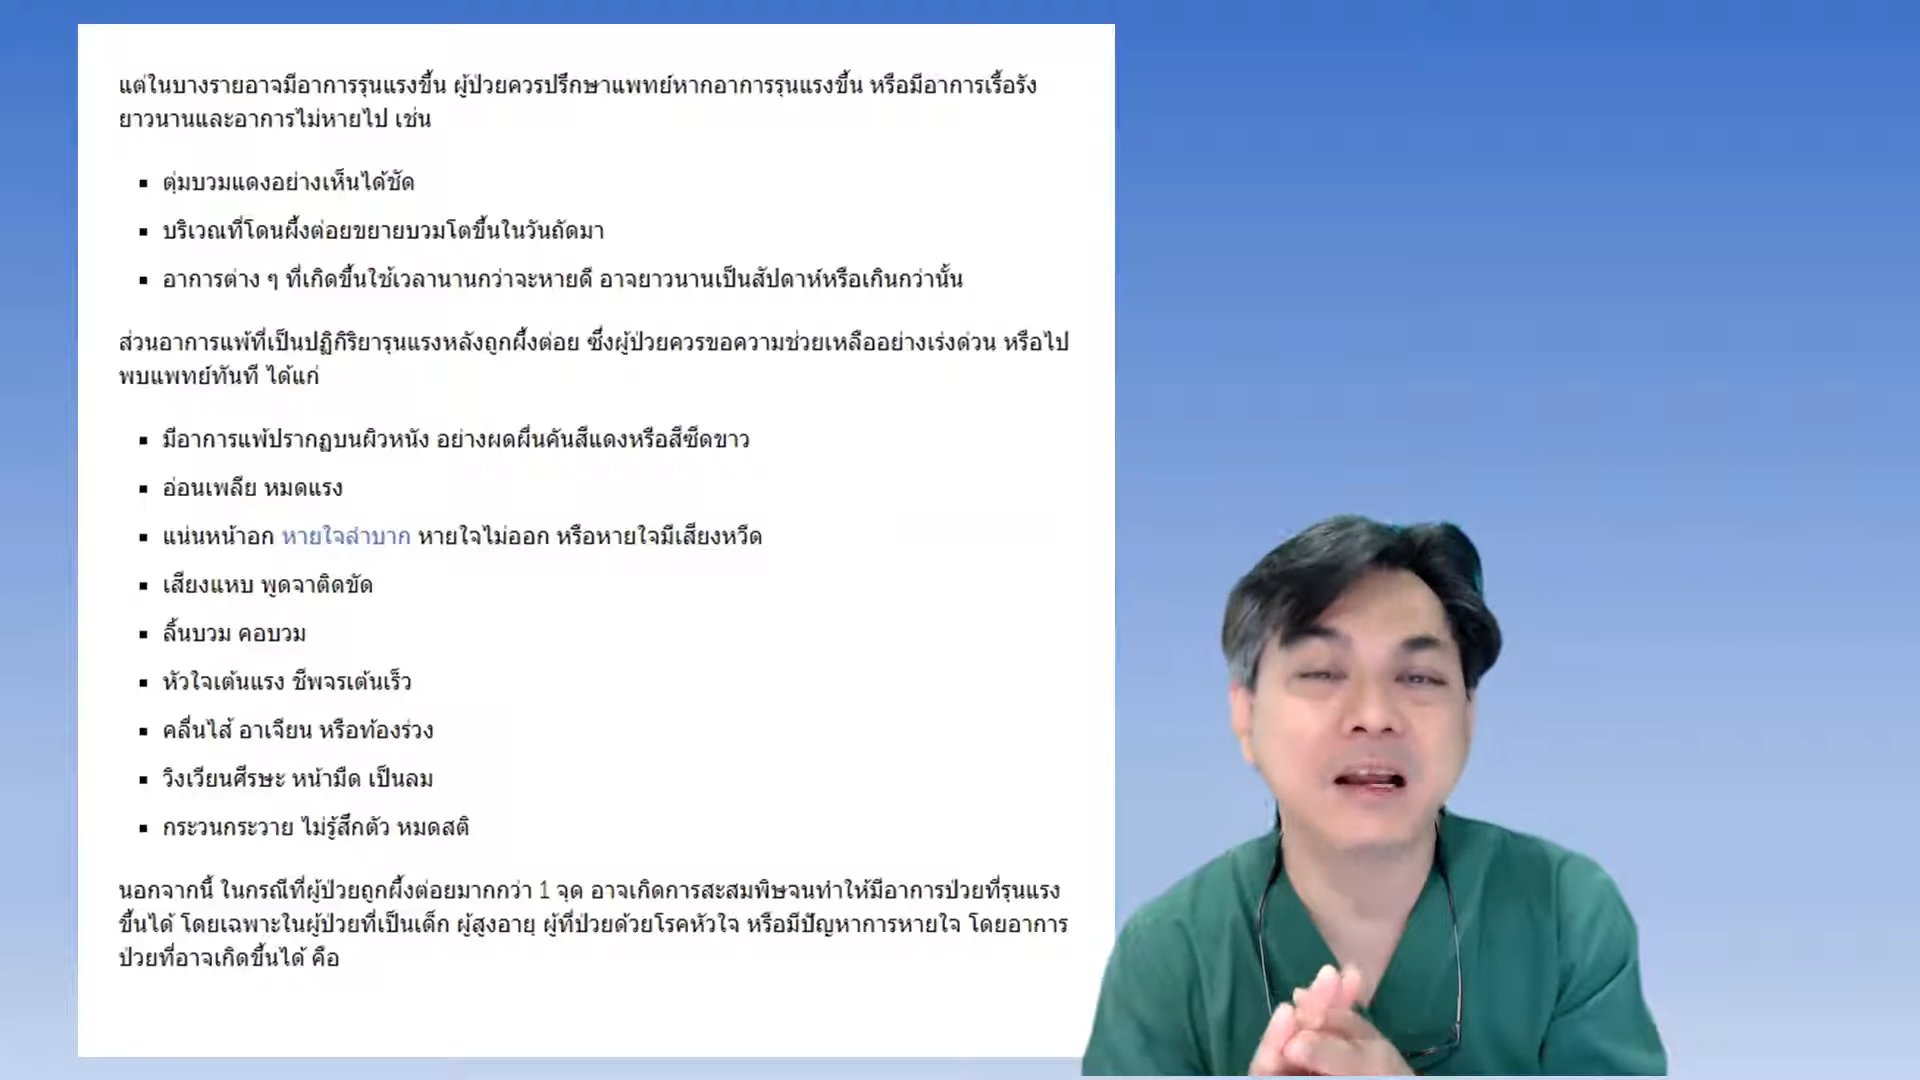 แต่ในบางรายอาจมีอาการรุนแรงขึ้น ผู้ป่วยควรปรึกษาแพทย์หากอาการรุนแรงขึ้น หรือมีอาการเรื้อรัง
ยาวนานและอาการไม่หายไป เช่น
▪ ตุ่มบวมแดงอย่างเห็นได้ชัด
▪ บริเวณที่โดนผึ้งต่อยขยายบวมโตขึ้นในวันถัดมา
▪ อาการต่าง ๆ ที่เกิดขึ้นใช้เวลานานกว่าจะหายดี อาจยาวนานเป็นสัปดาห์หรือเกินกว่านั้น
ส่วนอาการแพ้ที่เป็นปฏิกิริยารุนแรงหลังถูกผึ้งต่อย ซึ่งผู้ป่วยควรขอความช่วยเหลืออย่างเร่งด่วน หรือไป
พบแพทย์ทันที ได้แก่
▪ มีอาการแพ้ปรากฏบนผิวหนัง อย่างผดผื่นคันสีแดงหรือสีซีดขาว
▪ อ่อนเพลีย หมดแรง
▪ แน่นหน้าอก หายใจลำบาก หายใจไม่ออก หรือหายใจมีเสียงหวีด
▪ เสียงแหบ พูดจาติดขัด
▪ ลิ้นบวม คอบวม
▪ หัวใจเต้นแรง ชีพจรเต้นเร็ว
▪ คลื่นไส้ อาเจียน หรือท้องร่วง
▪ วิงเวียนศีรษะ หน้ามืด เป็นลม
▪ กระวนกระวาย ไม่รู้สึกตัว หมดสติ
นอกจากนี้ ในกรณีที่ผู้ป่วยถูกผึ้งต่อยมากกว่า 1 จุด อาจเกิดการสะสมพิษจนทำให้มีอาการป่วยที่รุนแรง
ขึ้นได้ โดยเฉพาะในผู้ป่วยที่เป็นเด็ก ผู้สูงอายุ ผู้ที่ป่วยด้วยโรคหัวใจ หรือมีปัญหาการหายใจ โดยอาการ
ป่วยที่อาจเกิดขึ้นได้ คือ